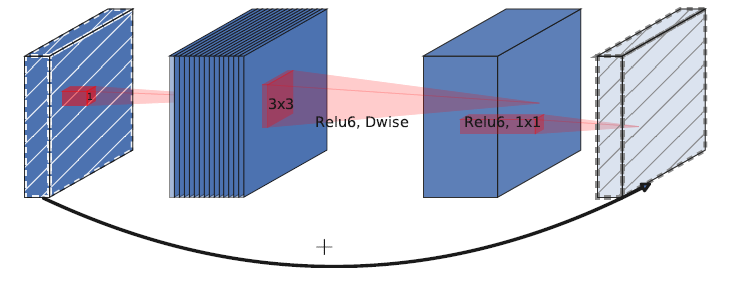 1
3x3
Relu6, Dwise
Relu6, 1x1
+